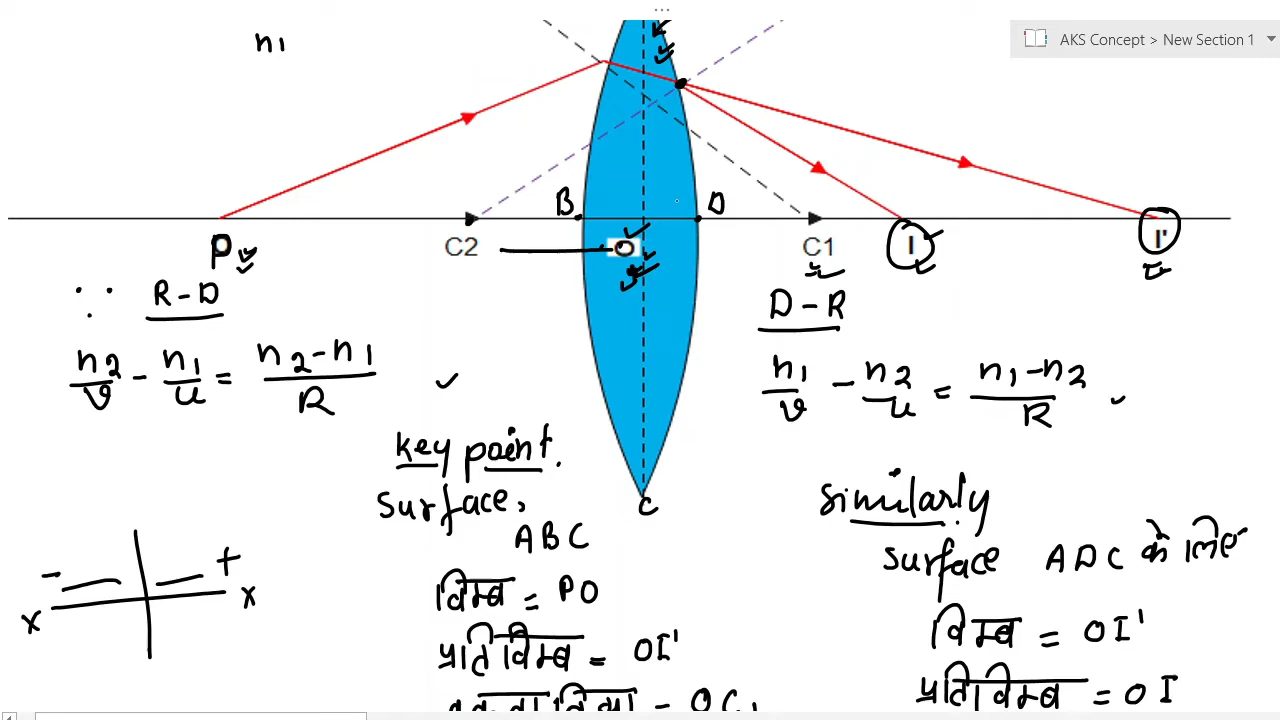 AKS Concept > New Section 1
n1
B
D
P
C2
O
C1
I
I'
∵ R-D
D-R
n2/v - n1/u = n2-n1/R
n1/v - n2/u = n1-n2/R
key point.
surface,
ABC
बिम्ब = PO
प्रतिबिम्ब = OI'
= OC1
C
Similarly
surface ADC के लिए
बिम्ब = OI'
प्रतिबिम्ब = OI
- +
x x